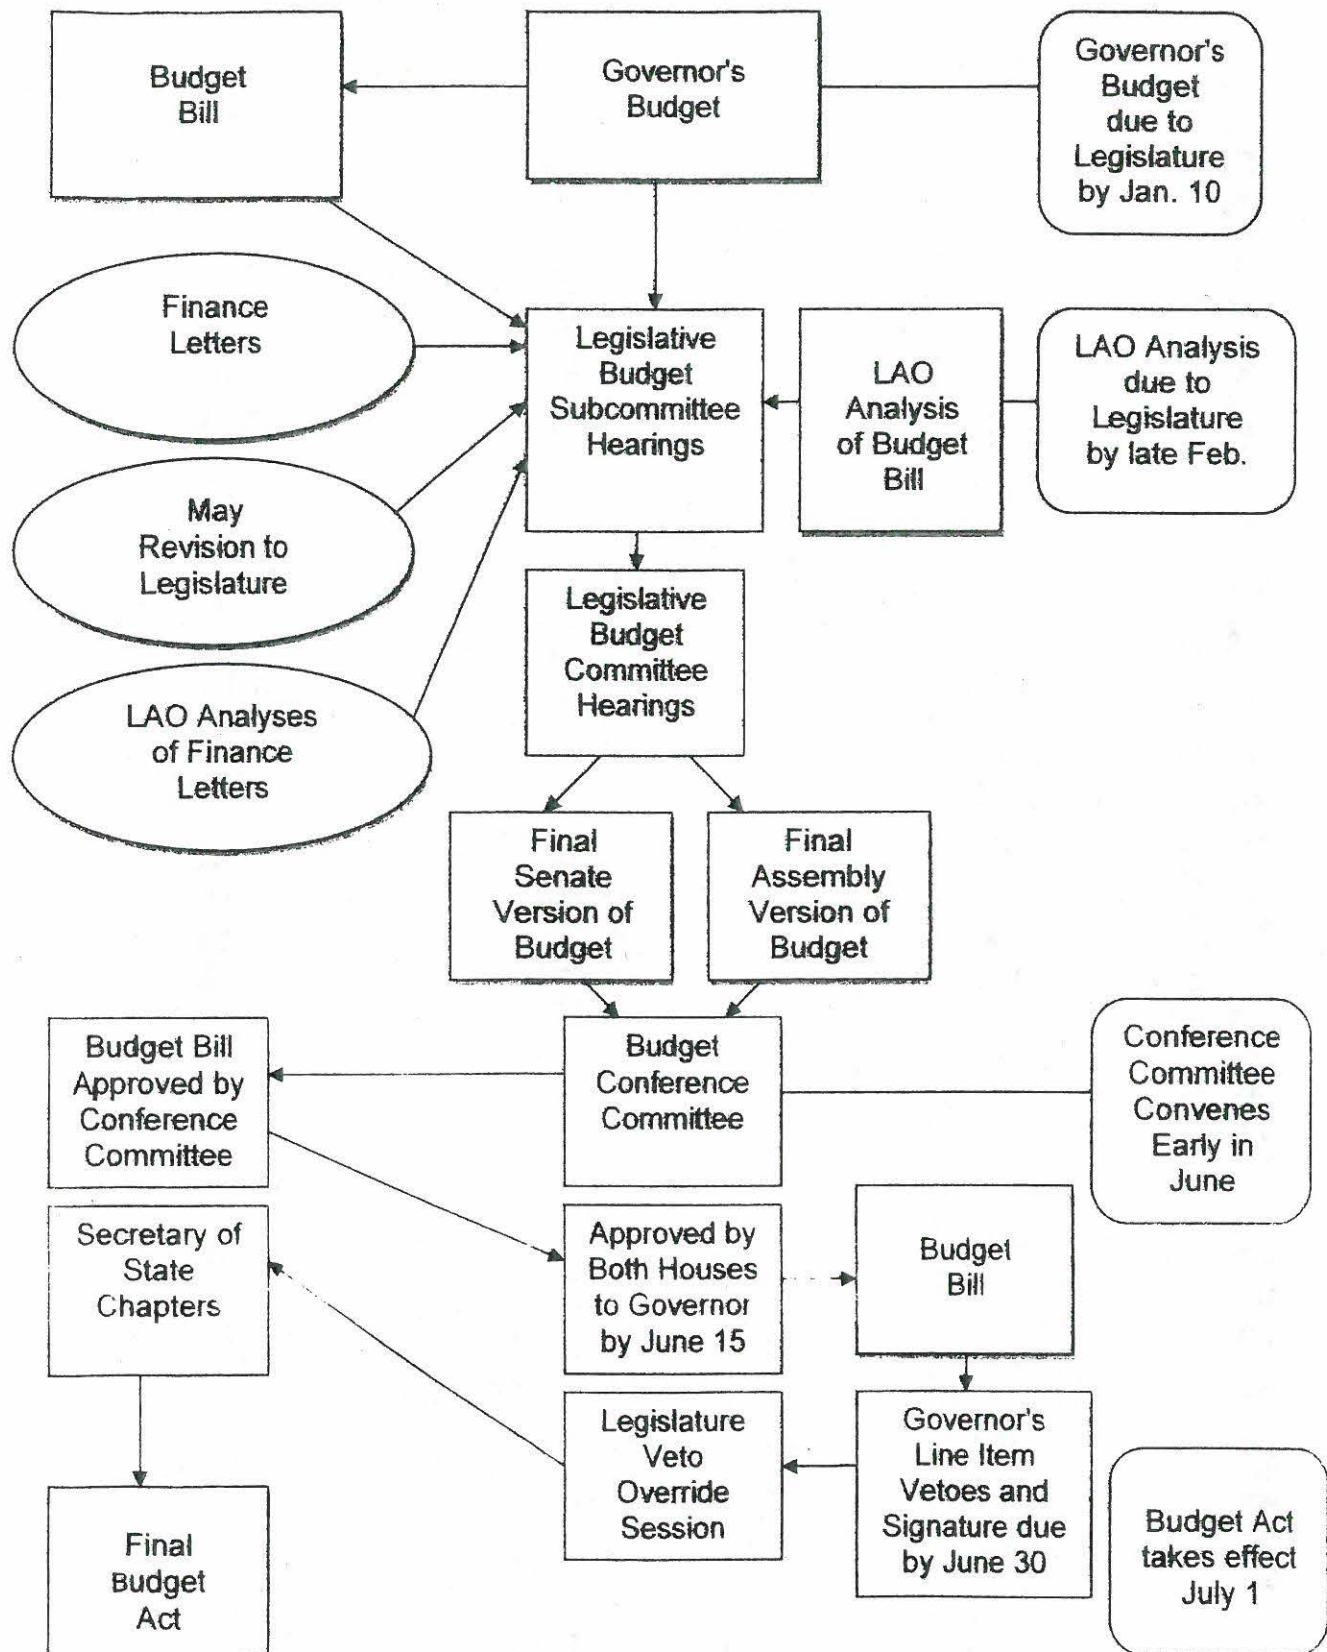 Budget
Bill
Governor's
Budget
Governor's
Budget
due to
Legislature
by Jan. 10
Finance
Letters
Legislative
Budget
Subcommittee
Hearings
LAO
Analysis
of Budget
Bill
LAO Analysis
due to
Legislature
by late Feb.
May
Revision to
Legislature
Legislative
Budget
Committee
Hearings
LAO Analyses
of Finance
Letters
Final
Senate
Version of
Budget
Final
Assembly
Version of
Budget
Budget Bill
Approved by
Conference
Committee
Budget
Conference
Committee
Conference
Committee
Convenes
Early in
June
Secretary of
State
Chapters
Approved by
Both Houses
to Governor
by June 15
Budget
Bill
Legislature
Veto
Override
Session
Governor's
Line Item
Vetoes and
Signature due
by June 30
Final
Budget
Act
Budget Act
takes effect
July 1